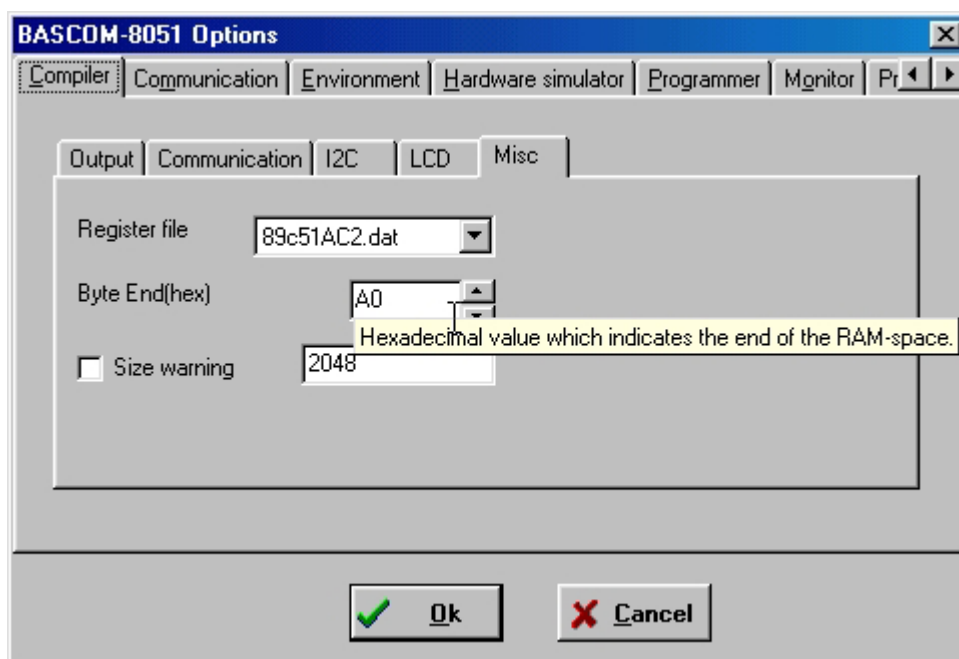 BASCOM-8051 Options
Compiler Communication Environment Hardware simulator Programmer Monitor Pr
Output Communication I2C LCD Misc
Register file 89c51AC2.dat
Byte End(hex) A0
Hexadecimal value which indicates the end of the RAM-space.
Size warning 2048
Ok Cancel